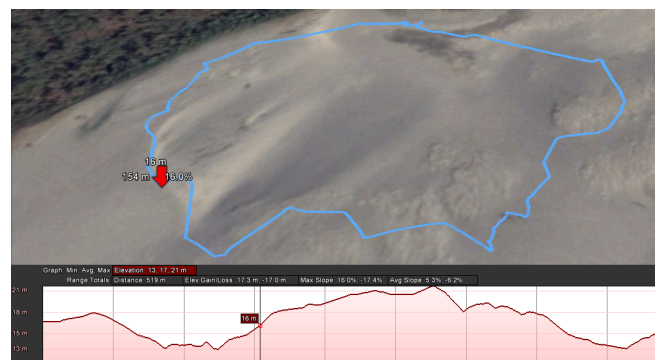 16 m
154 m 16.0%
Graph: Min, Avg, Max Elevation: 13, 17, 21 m
Range Totals: Distance: 519 m Elev Gain/Loss: 17.3 m, -17.0 m Max Slope: 16.0%, -17.4% Avg Slope: 5.3%, -6.2%
21 m
18 m
16 m
15 m
13 m